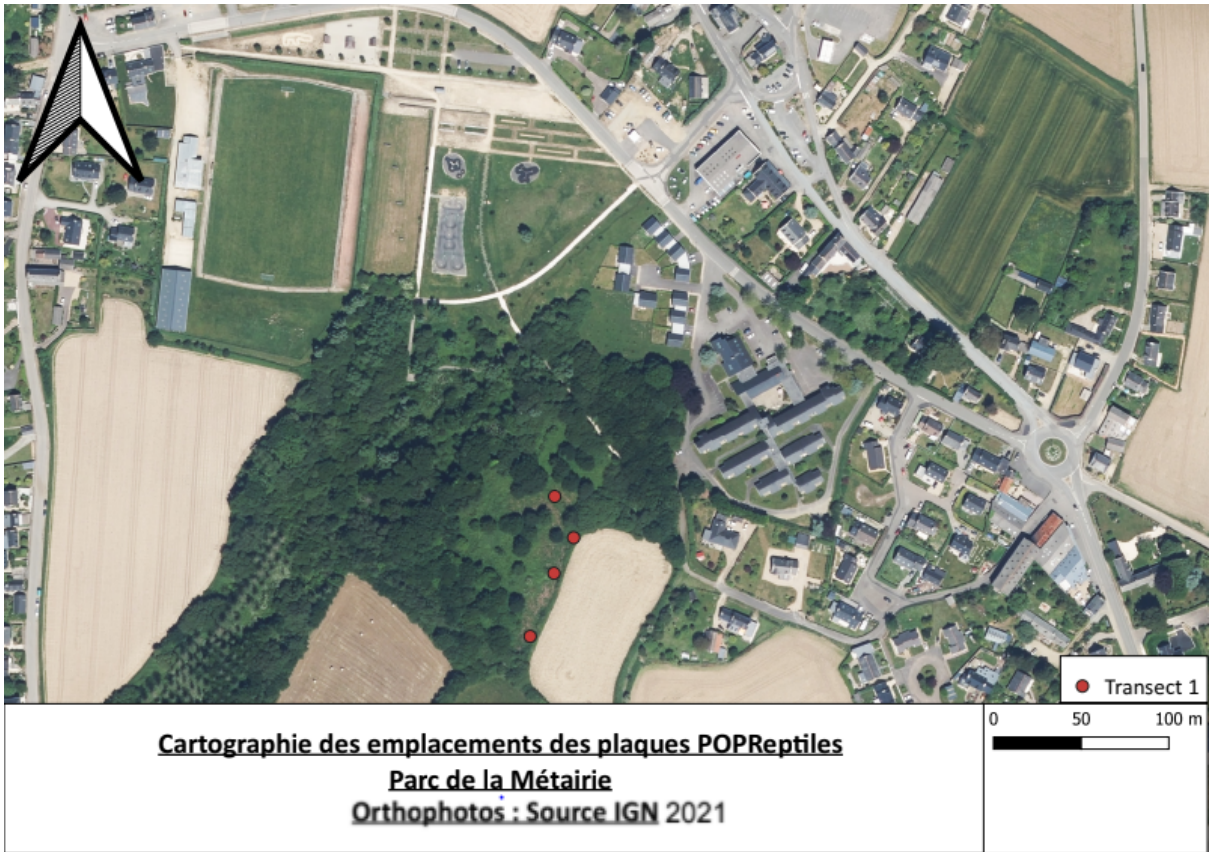 Transect 1
0 50 100 m
Cartographie des emplacements des plaques POPReptiles
Parc de la Métairie
Orthophotos : Source IGN 2021